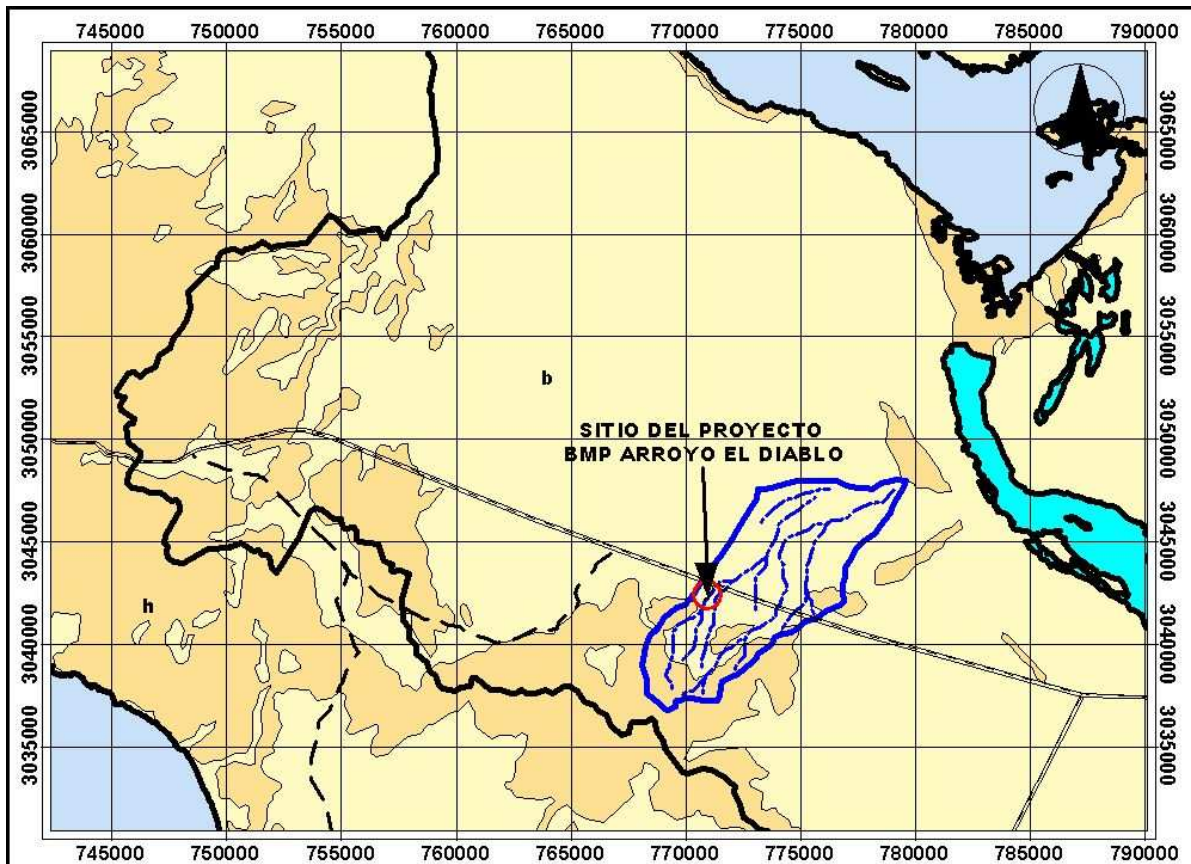 745000 750000 755000 760000 765000 770000 775000 780000 785000 790000
3065000 3065000
3060000 3060000
3055000 3055000
b
SITIO DEL PROYECTO
BMP ARROYO EL DIABLO
3050000 3050000
3045000 3045000
h
3040000 3040000
3035000 3035000
745000 750000 755000 760000 765000 770000 775000 780000 785000 790000